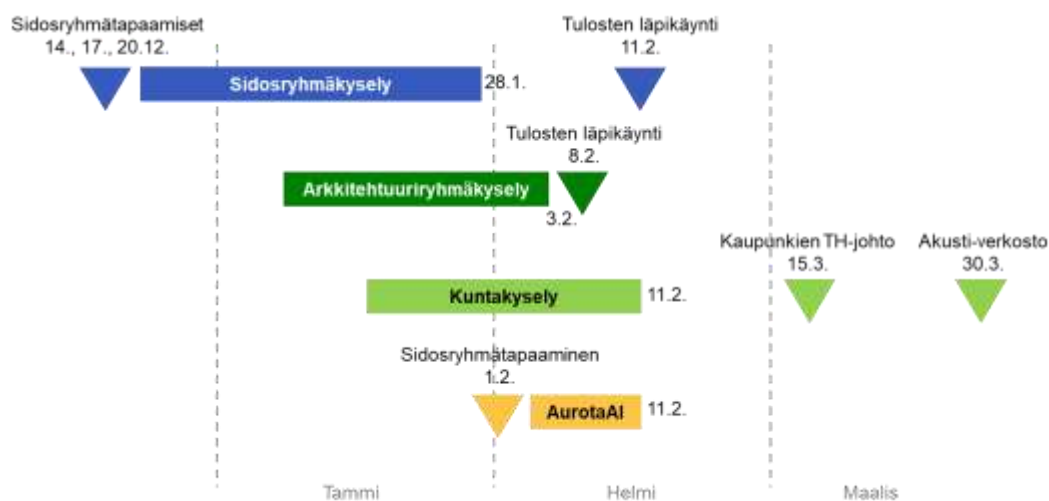 Sidosryhmätapaamiset
14., 17., 20.12.
Tulosten läpikäynti
11.2.
Sidosryhmäkysely
28.1.
Tulosten läpikäynti
8.2.
Arkkitehtuuriryhmäkysely
3.2.
Kaupunkien TH-johto
15.3.
Akusti-verkosto
30.3.
Kuntakysely
11.2.
Sidosryhmätapaaminen
1.2.
AurotaAI
11.2.
Tammi
Helmi
Maalis